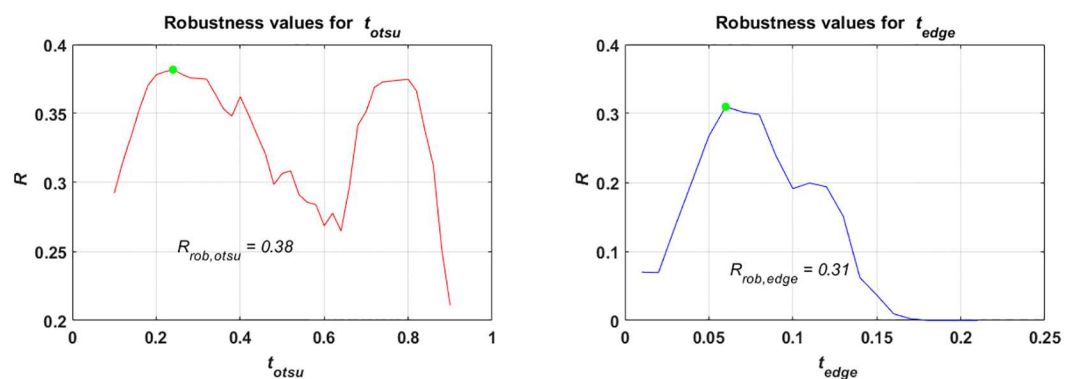 Robustness values for t_otsu
0.4
0.35
0.3
0.25
0.2
R
R_rob,otsu = 0.38
0 0.2 0.4 0.6 0.8 1
t_otsu
Robustness values for t_edge
0.4
0.3
0.2
0.1
0
R
R_rob,edge = 0.31
0 0.05 0.1 0.15 0.2 0.25
t_edge